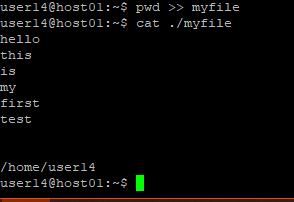 user14@host01:~$ pwd >> myfile
user14@host01:~$ cat ./myfile
hello
this
is
my
first
test
/home/user14
user14@host01:~$